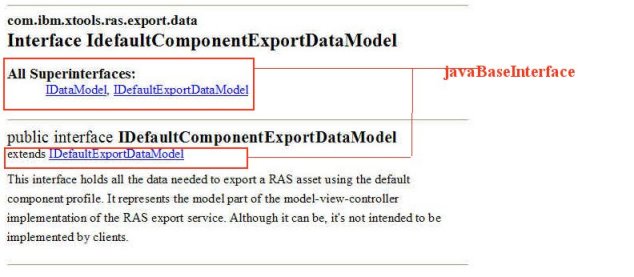 com.ibm.xtools.ras.export.data
Interface IdefaultComponentExportDataModel
All Superinterfaces:
IDataModel, IDefaultExportDataModel
javaBaseInterface
public interface IDefaultComponentExportDataModel
extends IDefaultExportDataModel
This interface holds all the data needed to export a RAS asset using the default
component profile. It represents the model part of the model-view-controller
implementation of the RAS export service. Although it can be, it's not intended to be
implemented by clients.